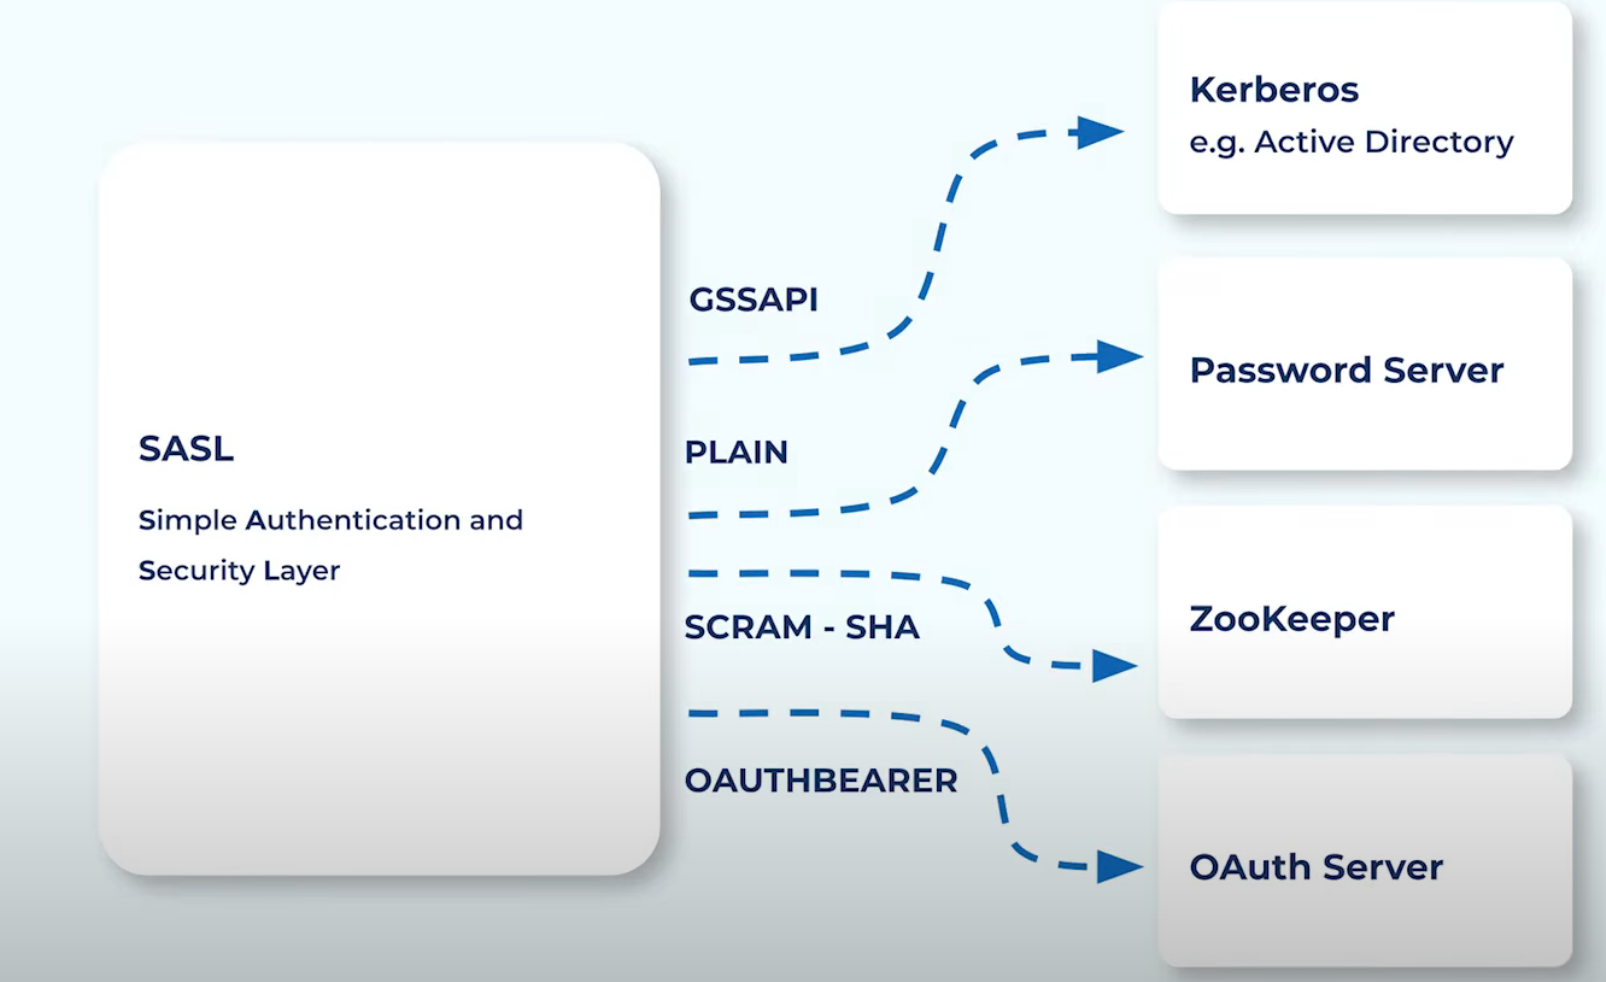 SASL
Simple Authentication and
Security Layer
GSSAPI
PLAIN
SCRAM - SHA
OAUTHBEARER
Kerberos
e.g. Active Directory
Password Server
ZooKeeper
OAuth Server